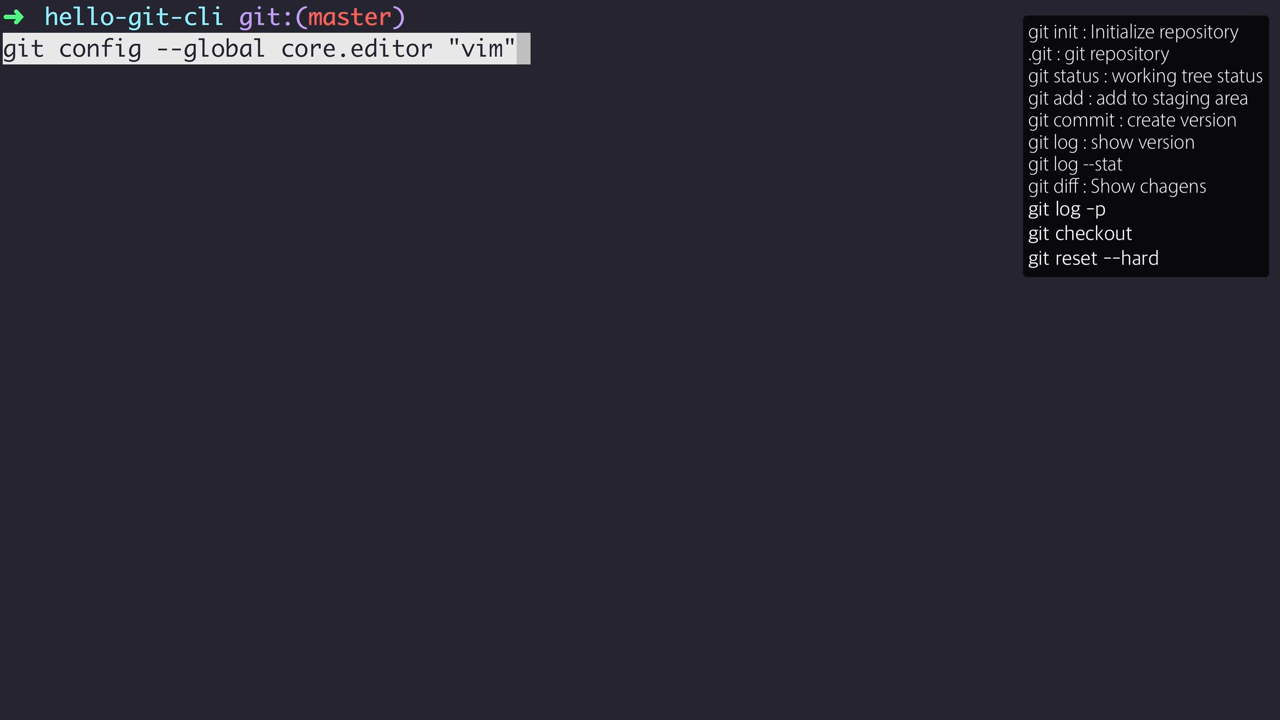 ➜ hello-git-cli git:(master)
git config --global core.editor "vim"
git init : Initialize repository
.git : git repository
git status : working tree status
git add : add to staging area
git commit : create version
git log : show version
git log --stat
git diff : Show chagens
git log -p
git checkout
git reset --hard